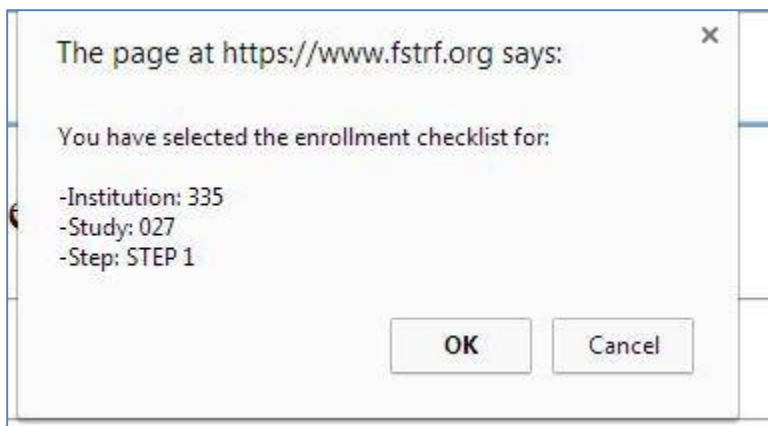 The page at https://www.fstrf.org says:
You have selected the enrollment checklist for:
-Institution: 335
-Study: 027
-Step: STEP 1
OK
Cancel